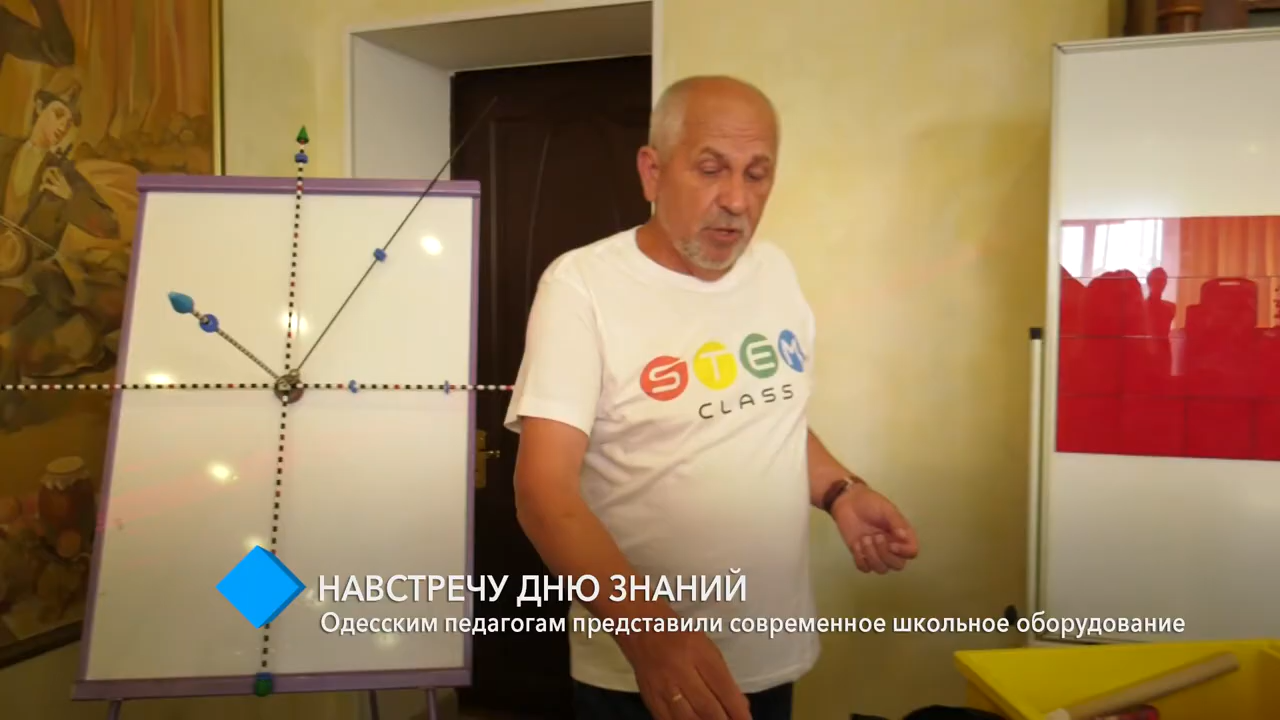 STEM
CLASS
НАВСТРЕЧУ ДНЮ ЗНАНИЙ
Одесским педагогам представили современное школьное оборудование